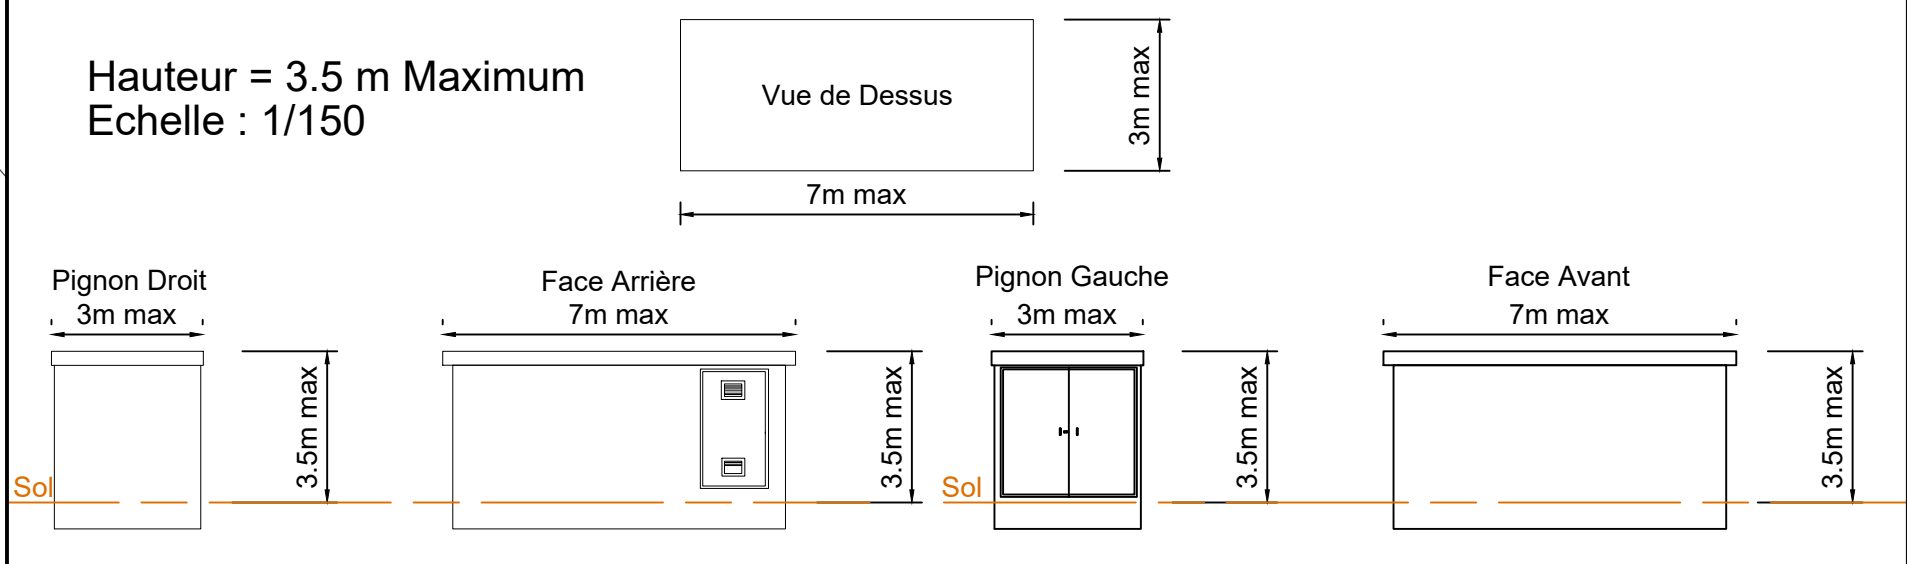 Hauteur = 3.5 m Maximum
Echelle : 1/150
Vue de Dessus
3m max
7m max
Pignon Droit
3m max
3.5m max
Sol
Face Arrière
7m max
3.5m max
Pignon Gauche
3m max
3.5m max
Sol
Face Avant
7m max
3.5m max